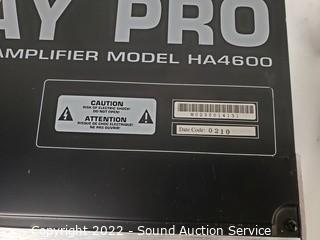 AY PRO
AMPLIFIER MODEL HA4600
CAUTION
RISK OF ELECTRIC SHOCK!
DO NOT OPEN!
ATTENTION
RISQUE DE CHOC ELECTRIQUE!
NE PAS OUVRIR!
Date Code: 0210
Copyright 2022 - Sound Auction Service